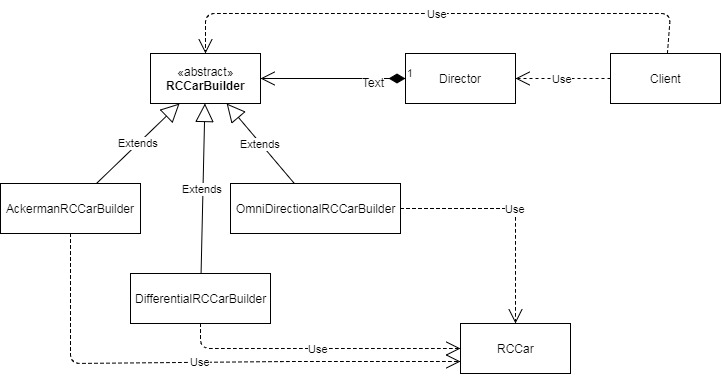 Use
«abstract»
RCCarBuilder
Text
1
Director
Use
Client
Extends
Extends
Extends
AckermanRCCarBuilder
OmniDirectionalRCCarBuilder
Use
DifferentialRCCarBuilder
Use
Use
RCCar